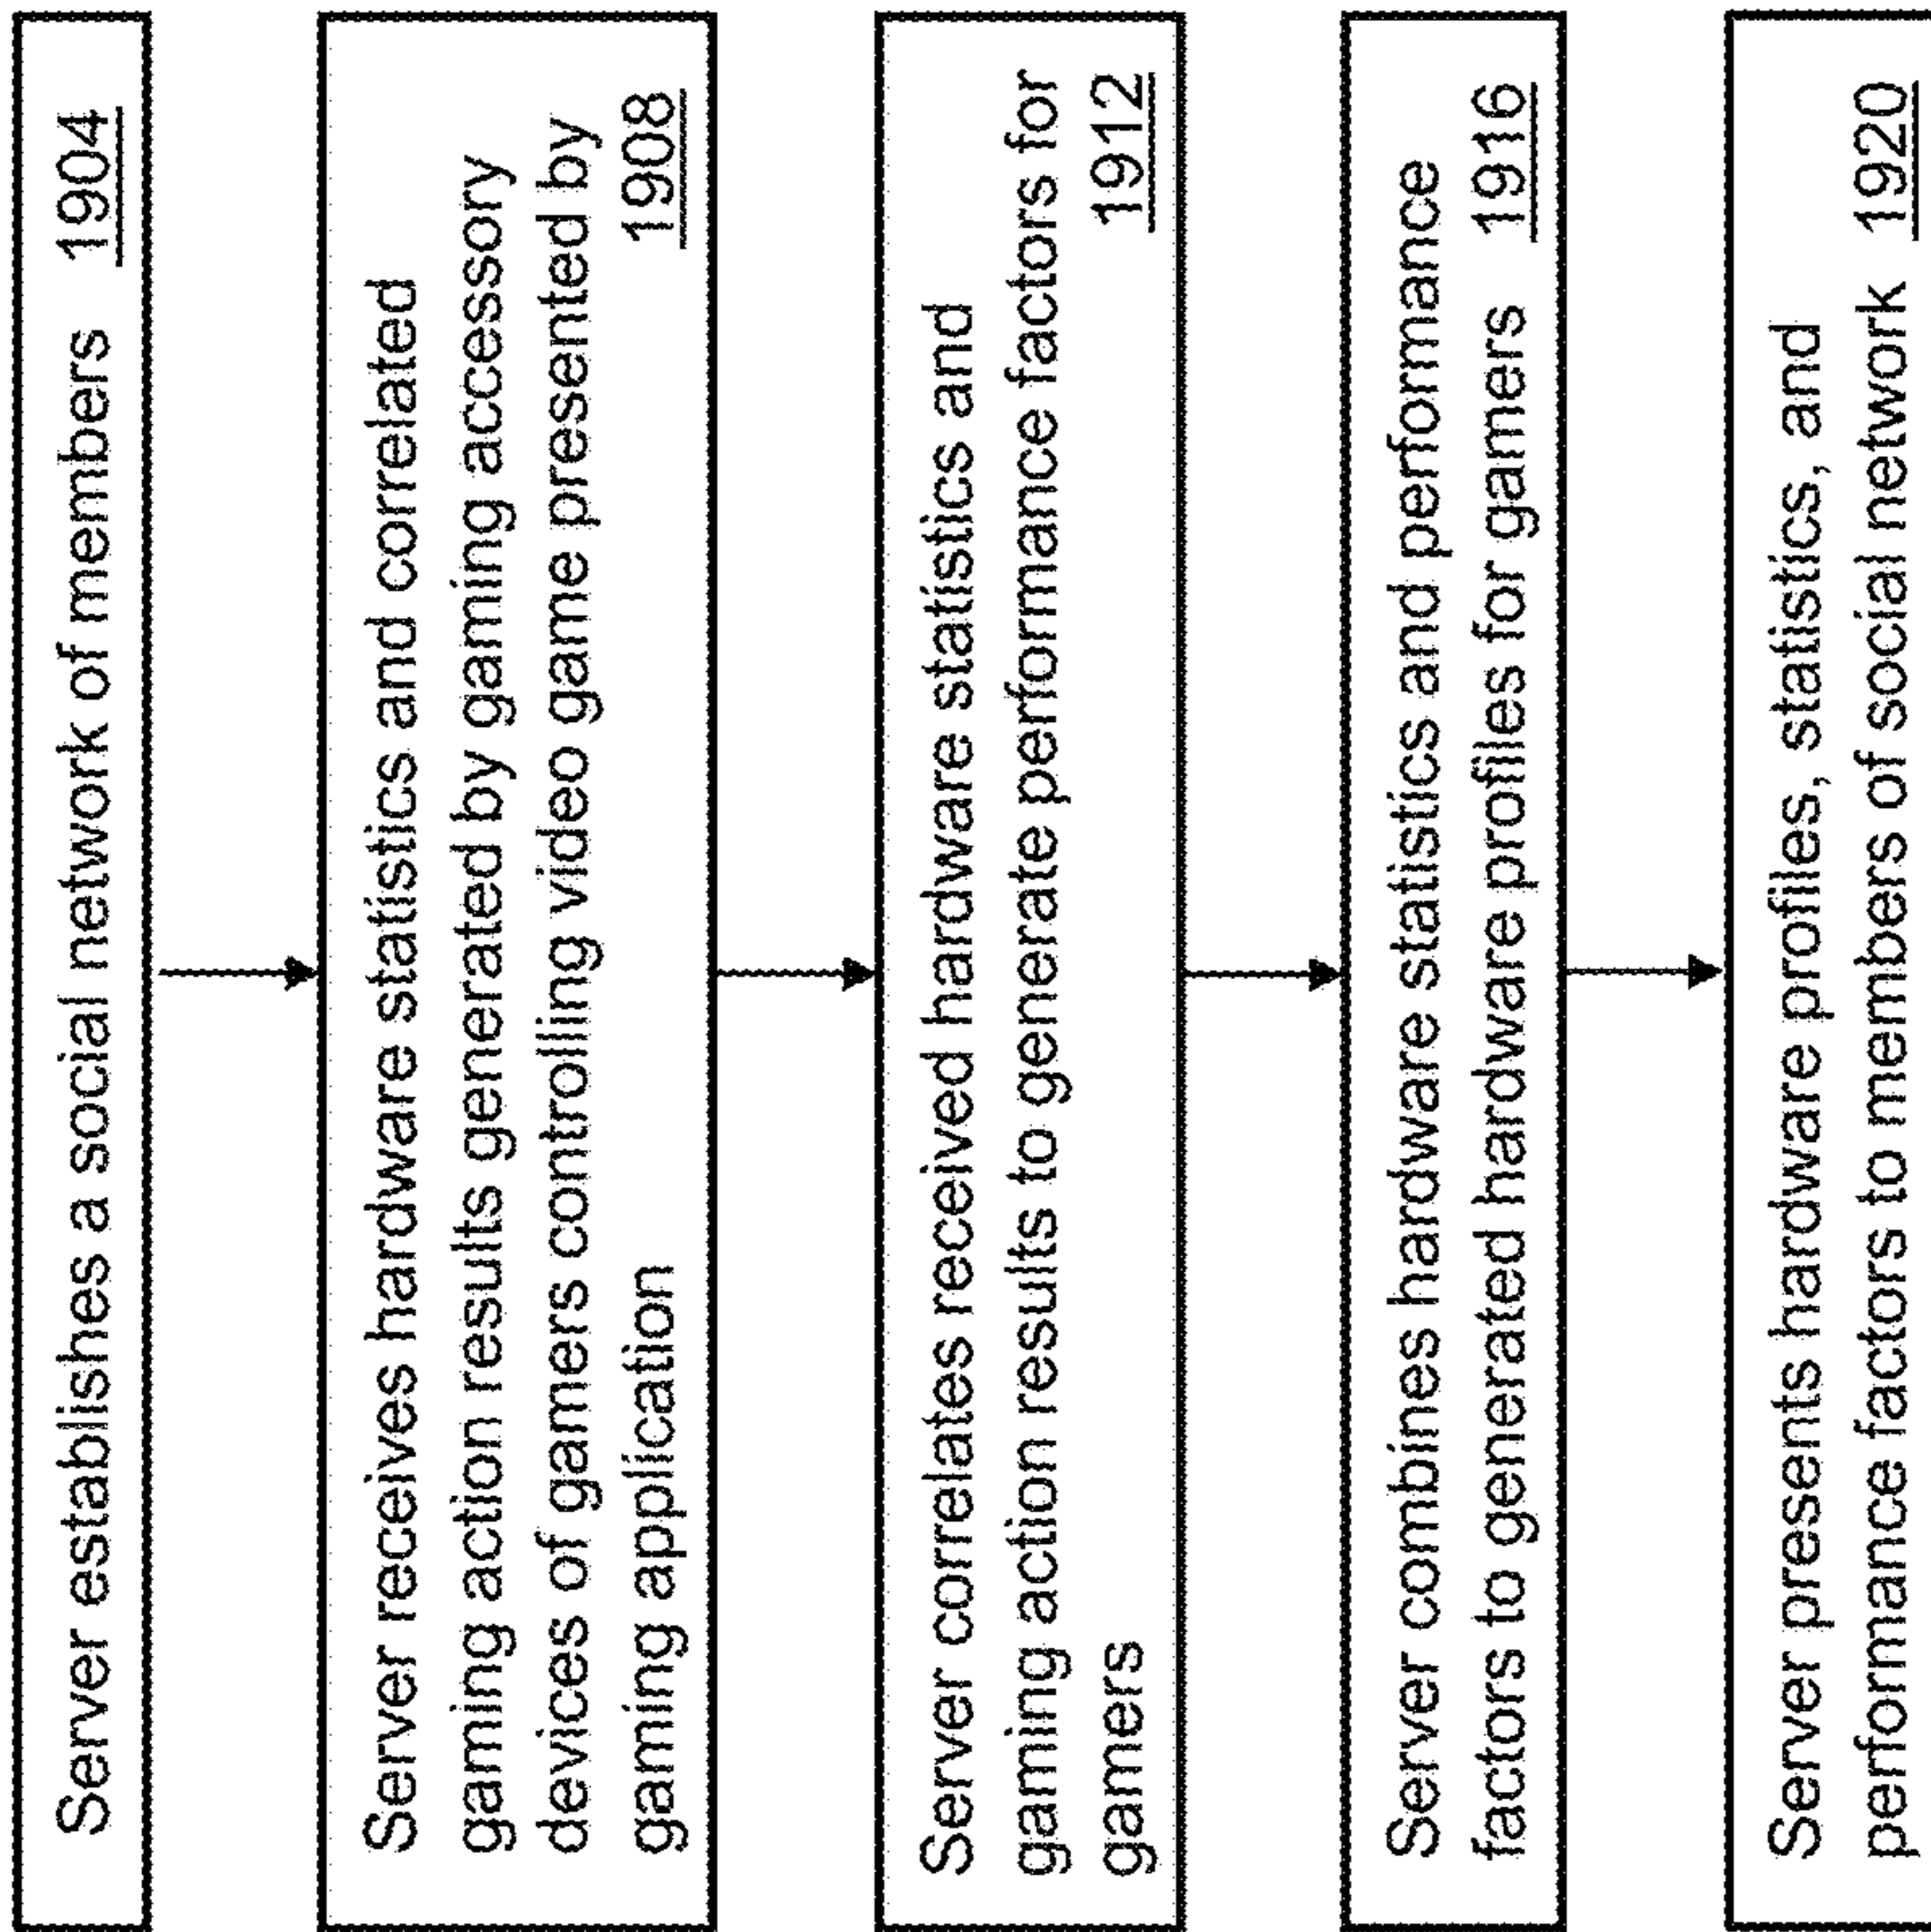 Server establishes a social network of members 1904
Server receives hardware statistics and correlated
gaming action results generated by gaming accessory
devices of gamers controlling video game presented by
gaming application 1908
Server correlates received hardware statistics and
gaming action results to generate performance factors for
gamers 1912
Server combines hardware statistics and performance
factors to generated hardware profiles for gamers 1916
Server presents hardware profiles, statistics, and
performance factors to members of social network 1920